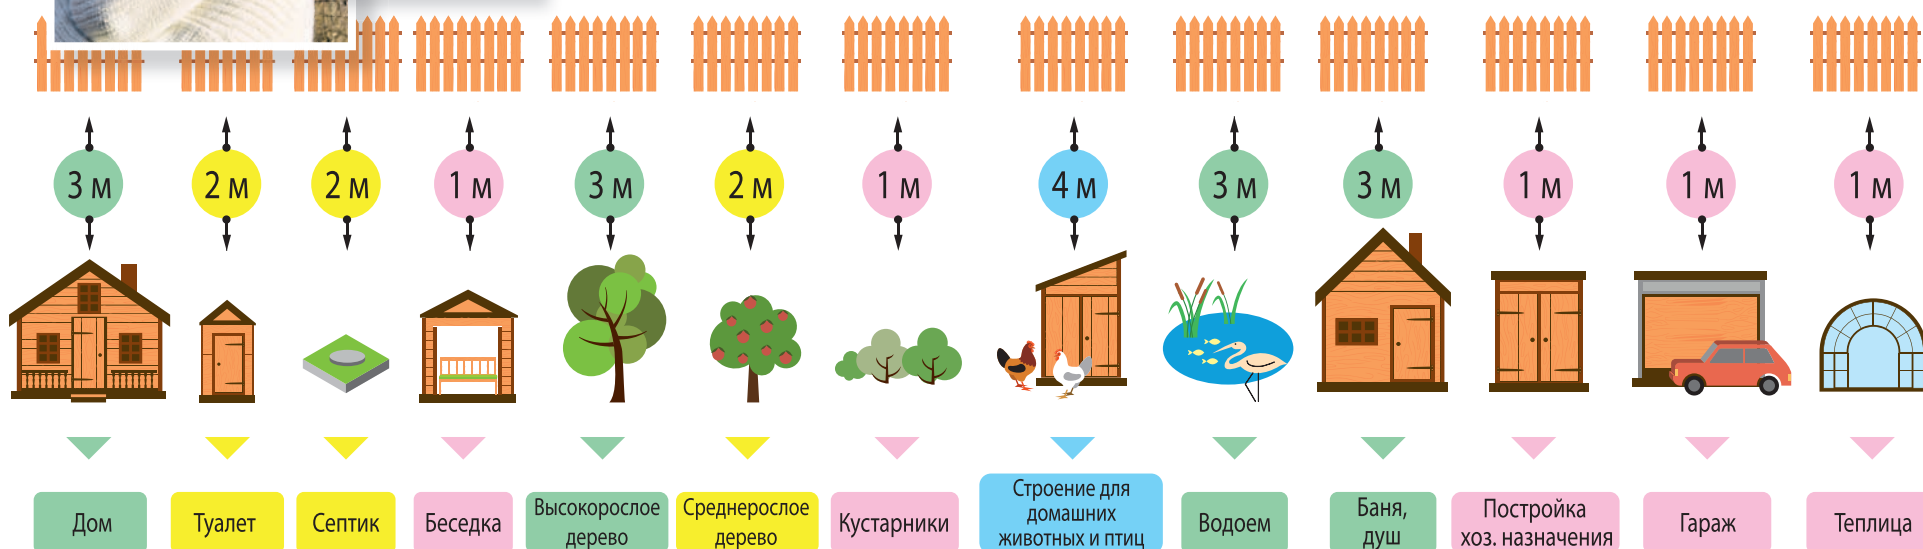 3 м 2 м 2 м 1 м 3 м 2 м 1 м 4 м 3 м 3 м 1 м 1 м 1 м
Дом
Туалет
Септик
Беседка
Высокорослое
дерево
Среднерослое
дерево
Кустарники
Строение для
домашних
животных и птиц
Водоем
Баня,
душ
Постройка
хоз. назначения
Гараж
Теплица